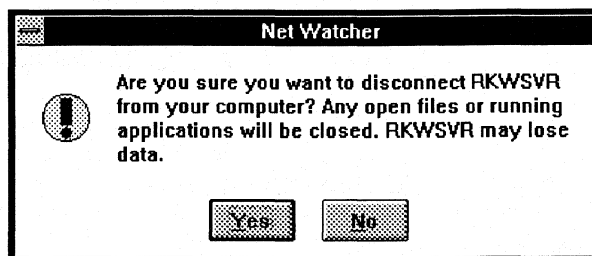 Net Watcher
Are you sure you want to disconnect RKWSVR
from your computer? Any open files or running
applications will be closed. RKWSVR may lose
data.
Yes No